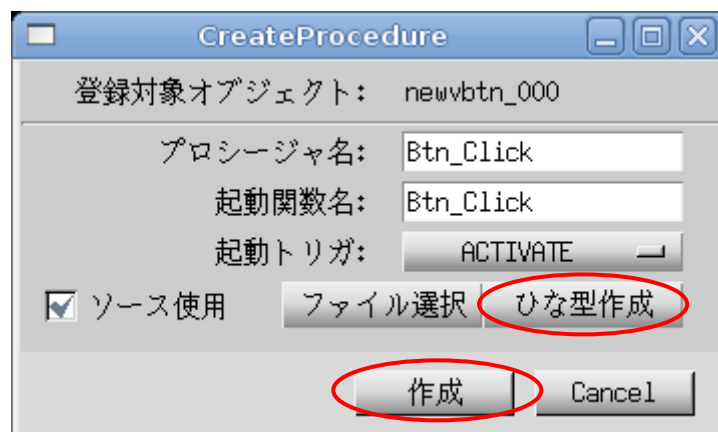 CreateProcedure
登録対象オブジェクト: newvbtn_000
プロシージャ名: Btn_Click
起動関数名: Btn_Click
起動トリガ: ACTIVATE
ソース使用 ファイル選択 ひな型作成
作成 Cancel